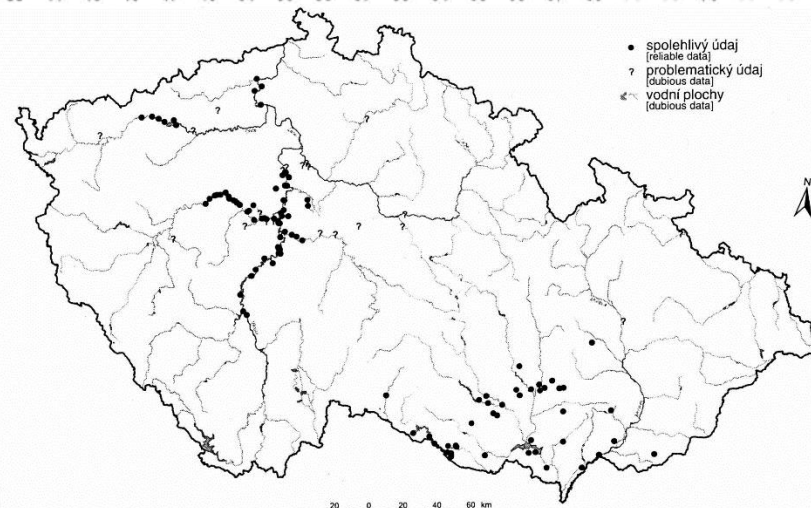 spolehlivý údaj
[reliable data]
? problematický údaj
[dubious data]
vodní plochy
[dubious data]
N
20 0 20 40 60 km